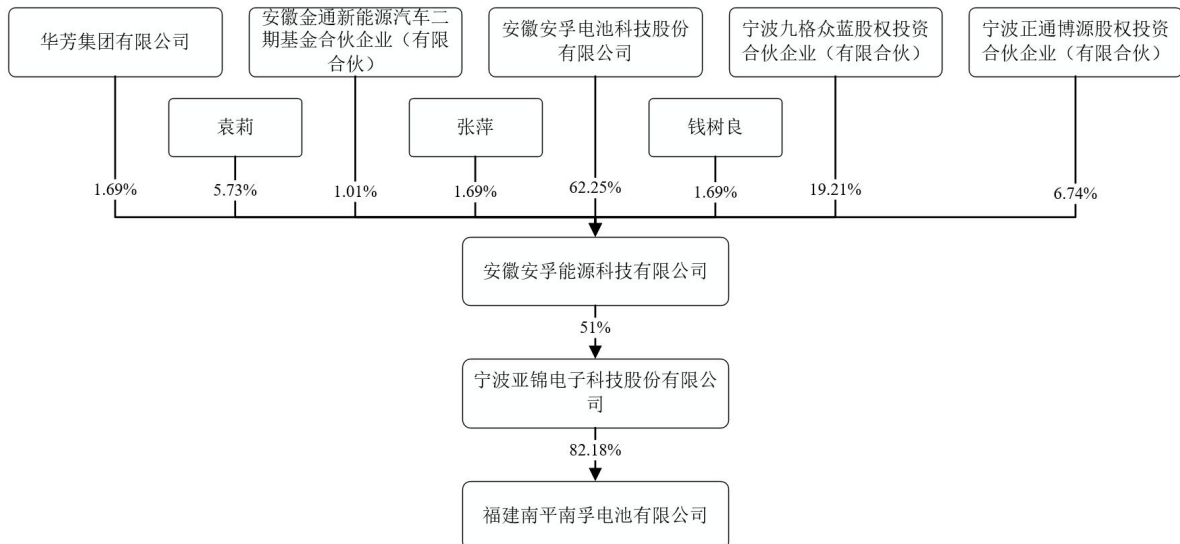 华芳集团有限公司
安徽金通新能源汽车二
期基金合伙企业（有限
合伙）
安徽安孚电池科技股份
有限公司
宁波九格众蓝股权投资
合伙企业（有限合伙）
宁波正通博源股权投资
合伙企业（有限合伙）
袁莉
张萍
钱树良
1.69%
5.73%
1.01%
1.69%
62.25%
1.69%
19.21%
6.74%
安徽安孚能源科技有限公司
51%
宁波亚锦电子科技股份有限公
司
82.18%
福建南平南孚电池有限公司